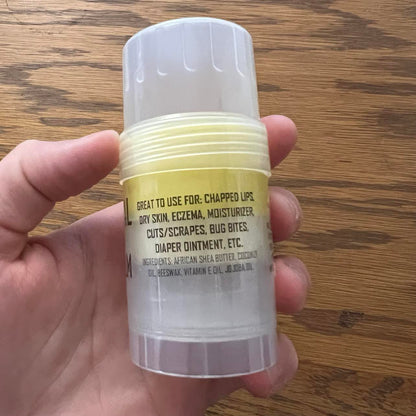 GREAT TO USE FOR: CHAPPED LIPS,
DRY SKIN, ECZEMA, MOISTURIZER,
CUTS/SCRAPES, BUG BITES,
DIAPER OINTMENT, ETC.
INGREDIENTS: AFRICAN SHEA BUTTER, COCONUT
OIL, BEESWAX, VITAMIN E OIL, JOJOBA OIL